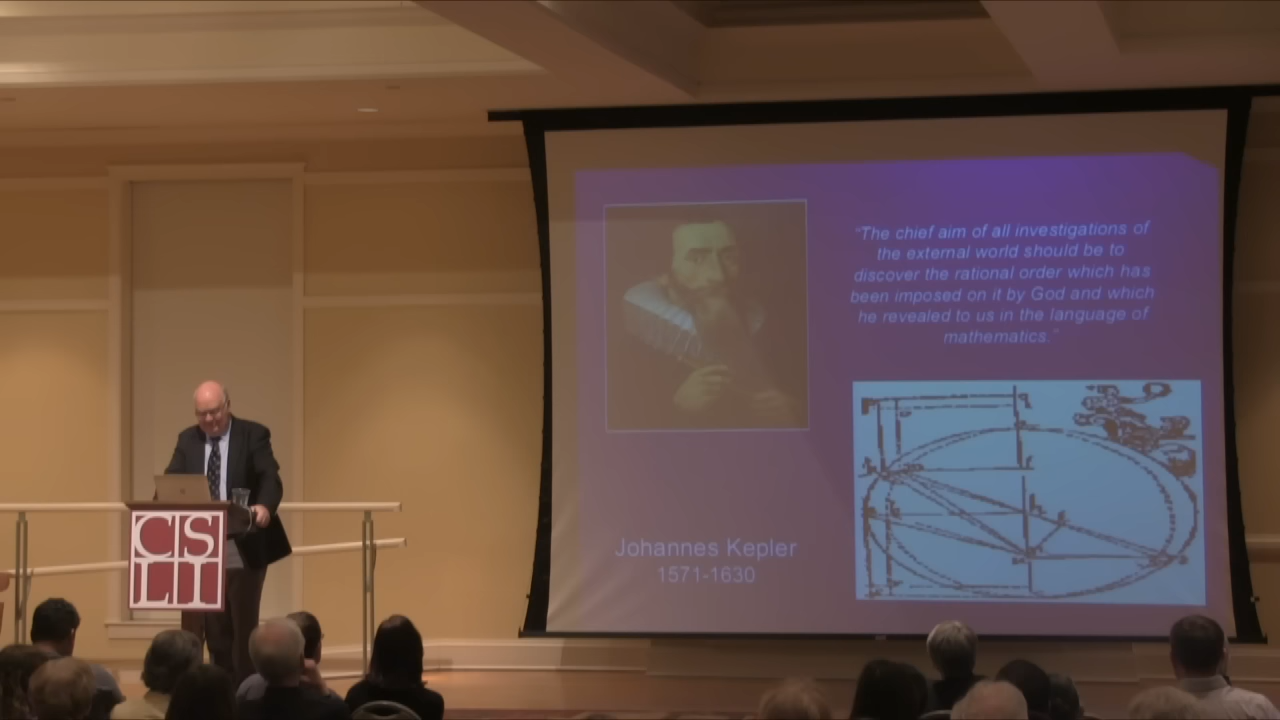 "The chief aim of all investigations of
the external world should be to
discover the rational order which has
been imposed on it by God and which
he revealed to us in the language of
mathematics."
Johannes Kepler
1571-1630
CS
LI